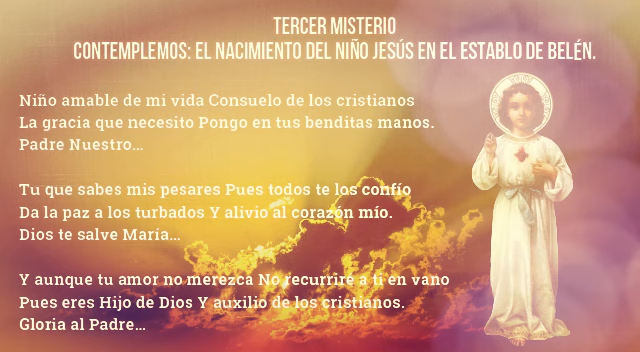 TERCER MISTERIO
CONTEMPLEMOS: EL NACIMIENTO DEL NIÑO JESÚS EN EL ESTABLO DE BELÉN.
Niño amable de mi vida Consuelo de los cristianos
La gracia que necesito Pongo en tus benditas manos.
Padre Nuestro...
Tu que sabes mis pesares Pues todos te los confío
Da la paz a los turbados Y alivio al corazón mío.
Dios te salve María...
Y aunque tu amor no merezca No recurrire a ti en vano
Pues eres Hijo de Dios Y auxilio de los cristianos.
Gloria al Padre...